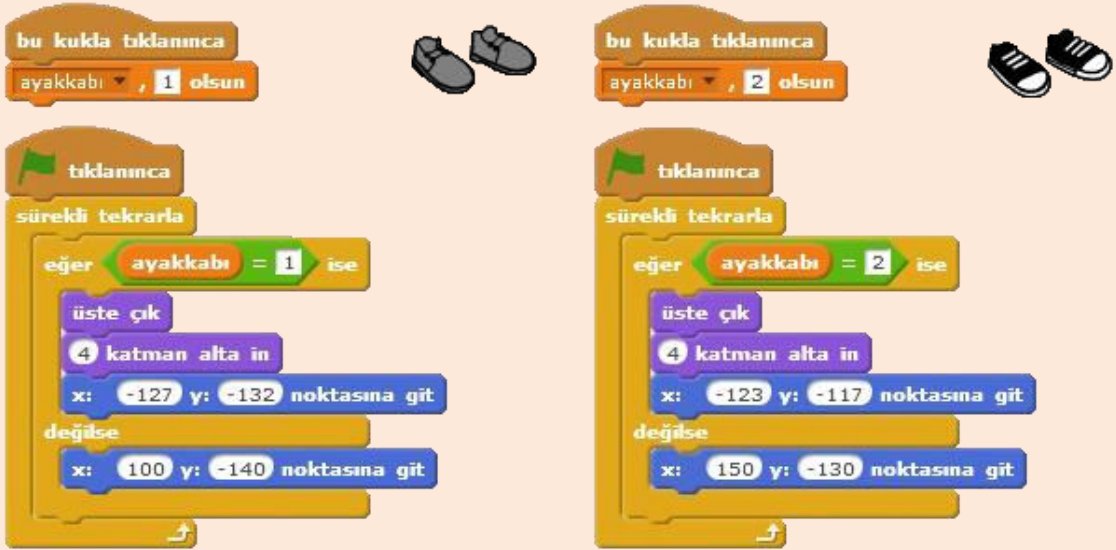 bu kukla tıklanınca
ayakkabı , 1 olsun
tıklanınca
sürekli tekrarla
eğer ayakkabı = 1 ise
üste çık
4 katman alta in
x: -127 y: -132 noktasına git
değilse
x: 100 y: -140 noktasına git
bu kukla tıklanınca
ayakkabı , 2 olsun
tıklanınca
sürekli tekrarla
eğer ayakkabı = 2 ise
üste çık
4 katman alta in
x: -123 y: -117 noktasına git
değilse
x: 150 y: -130 noktasına git